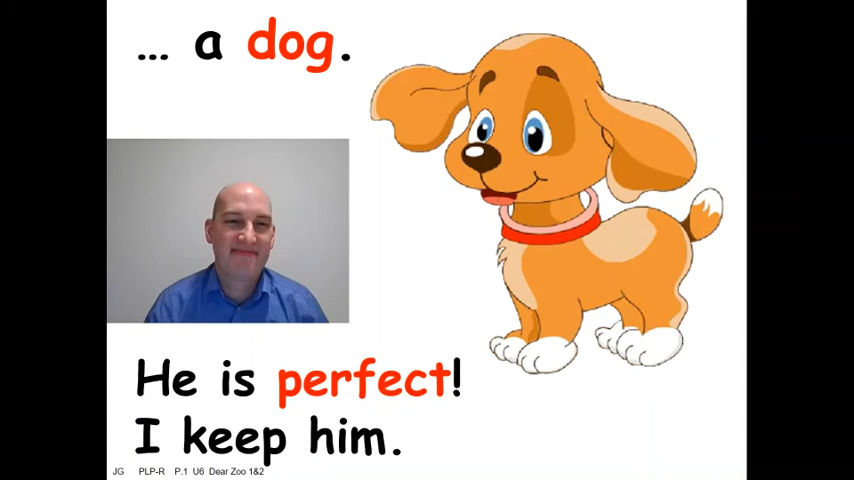 ... a dog.
He is perfect!
I keep him.
JG PLP-R P.1 U6 Dear Zoo 1&2